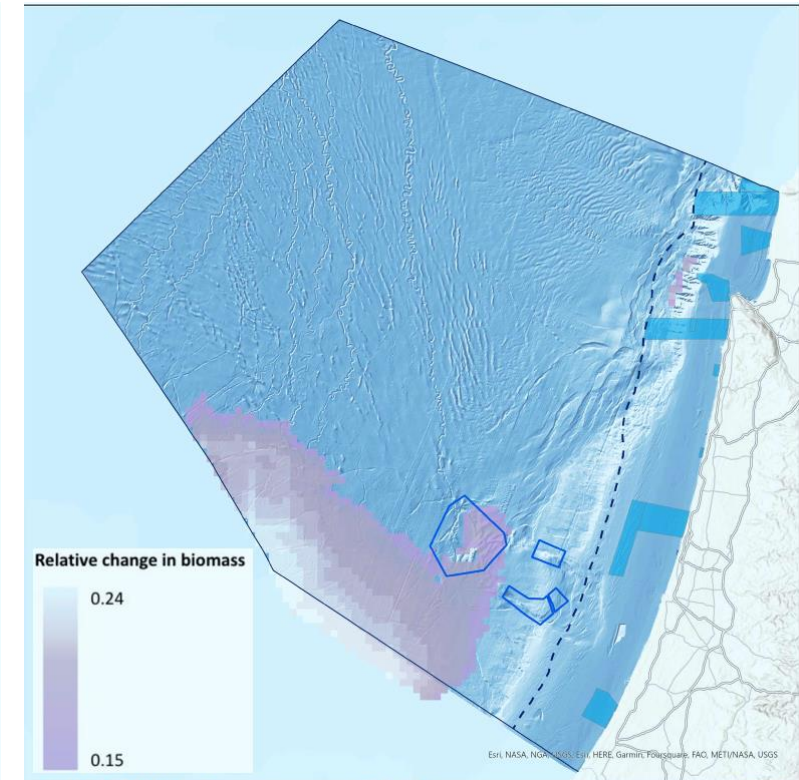 Relative change in biomass
0.24
0.15
Esri, NASA, NGA, USGS, Esri, HERE, Garmin, Foursquare, FAO, METI/NASA, USGS